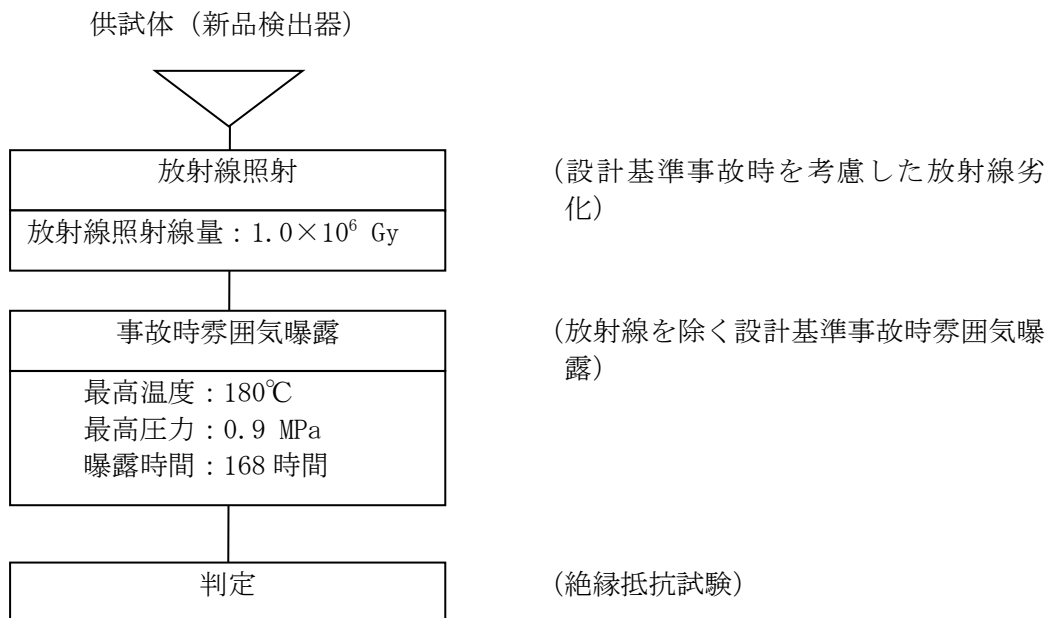 供試体（新品検出器）
放射線照射
（設計基準事故時を考慮した放射線劣
化）
放射線照射線量：1.0×10⁶ Gy
事故時雰囲気曝露
（放射線を除く設計基準事故時雰囲気曝
露）
最高温度：180℃
最高圧力：0.9 MPa
曝露時間：168 時間
判定
（絶縁抵抗試験）